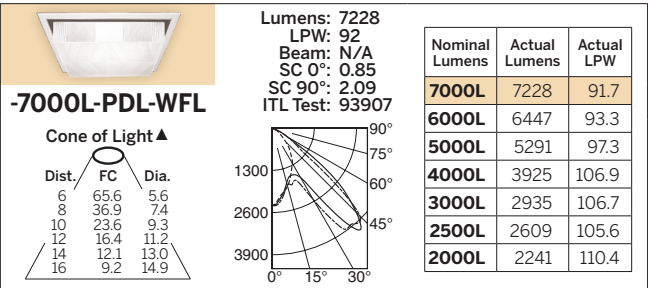 -7000L-PDL-WFL
Cone of Light▲
Dist. FC Dia.
6 65.6 5.6
8 36.9 7.4
10 23.6 9.3
12 16.4 11.2
14 12.1 13.0
16 9.2 14.9
Lumens: 7228
LPW: 92
Beam: N/A
SC 0°: 0.85
SC 90°: 2.09
ITL Test: 93907
90°
75°
60°
45°
1300
2600
3900
0° 15° 30°
Nominal Lumens Actual Lumens Actual LPW
7000L 7228 91.7
6000L 6447 93.3
5000L 5291 97.3
4000L 3925 106.9
3000L 2935 106.7
2500L 2609 105.6
2000L 2241 110.4